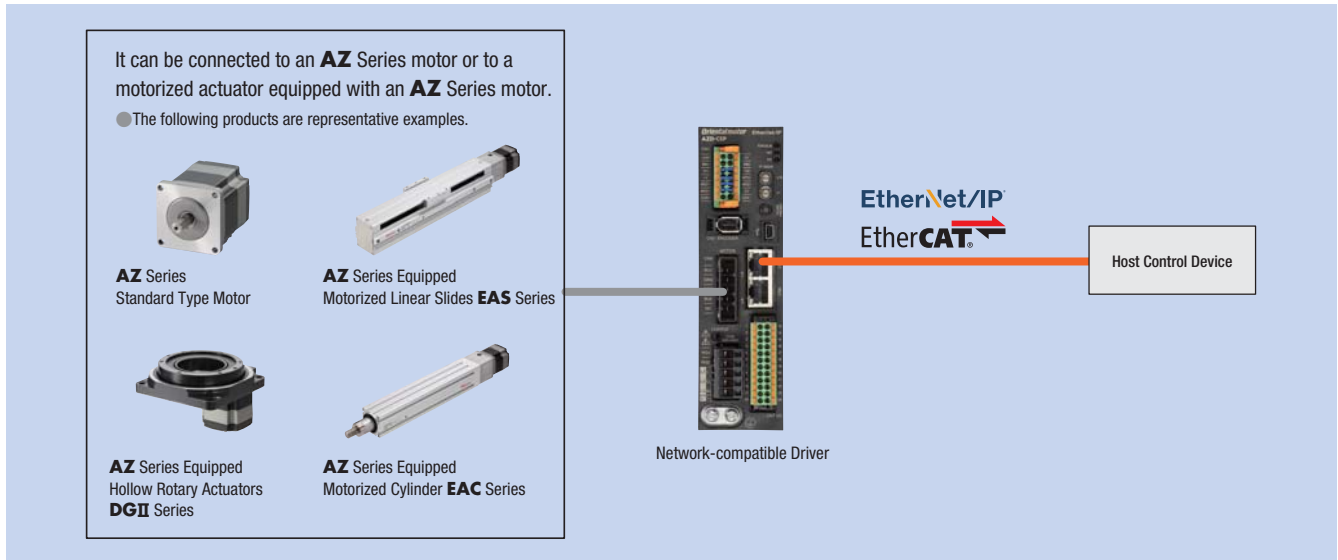 It can be connected to an AZ Series motor or to a
motorized actuator equipped with an AZ Series motor.
The following products are representative examples.
AZ Series
Standard Type Motor
AZ Series Equipped
Motorized Linear Slides EAS Series
AZ Series Equipped
Hollow Rotary Actuators
DGII Series
AZ Series Equipped
Motorized Cylinder EAC Series
Orientalmotor EtherNet/IP
Network-compatible Driver
EtherNet/IP
EtherCAT®
Host Control Device